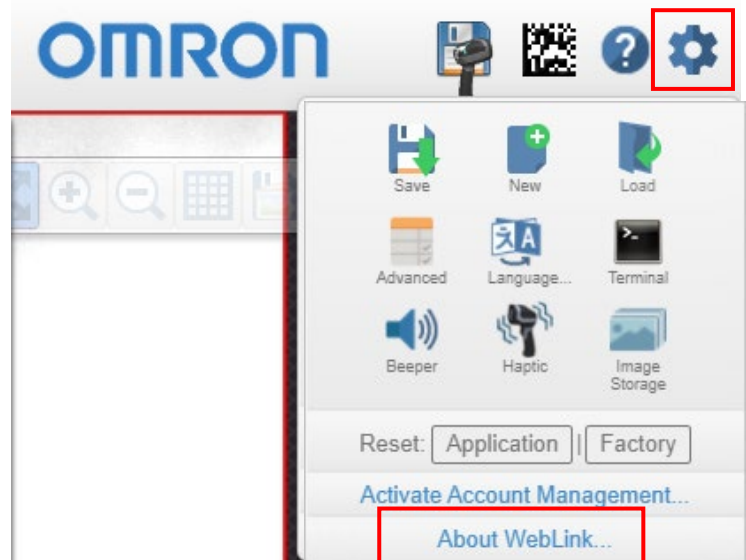 OMRON
Save New Load
Advanced Language... Terminal
>_
Beeper Haptic Image
Storage
Reset: Application | Factory
Activate Account Management...
About WebLink...